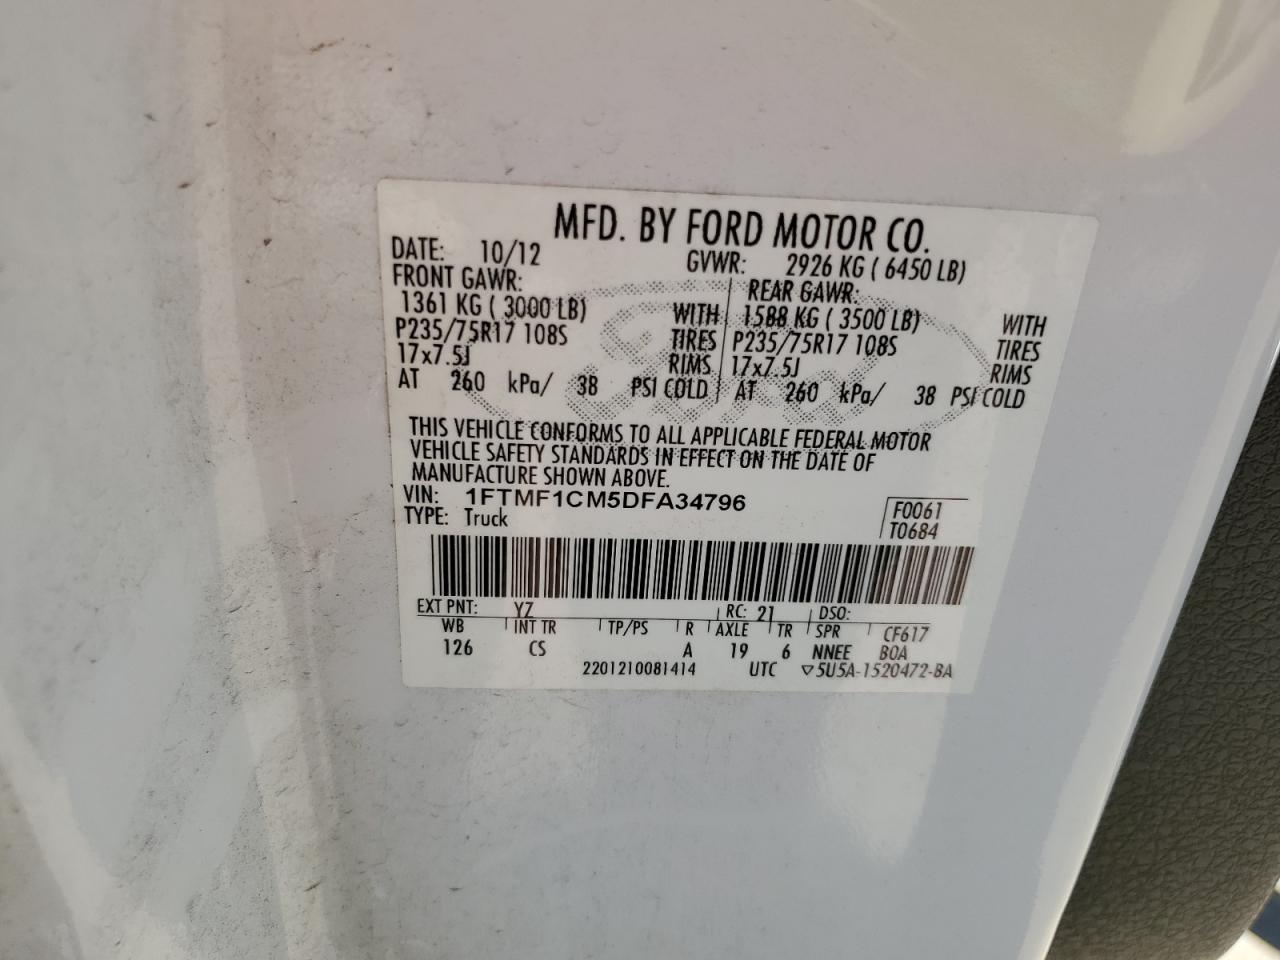 MFD. BY FORD MOTOR CO.
DATE: 10/12 GVWR: 2926 KG ( 6450 LB)
FRONT GAWR: REAR GAWR:
1361 KG ( 3000 LB) WITH 1588 KG ( 3500 LB) WITH
P235/75R17 108S TIRES P235/75R17 108S TIRES
17x7.5J RIMS 17x7.5J RIMS
AT 260 kPa/ 38 PSI COLD AT 260 kPa/ 38 PSI COLD
THIS VEHICLE CONFORMS TO ALL APPLICABLE FEDERAL MOTOR
VEHICLE SAFETY STANDARDS IN EFFECT ON THE DATE OF
MANUFACTURE SHOWN ABOVE.
VIN: 1FTMF1CM5DFA34796 F0061
TYPE: Truck T0684
EXT PNT: YZ RC: 21 DSO:
WB INT TR TP/PS R AXLE TR SPR CF617
126 CS A 19 6 NNEE B0A
2201210081414 UTC ▽5U5A-1520472-BA